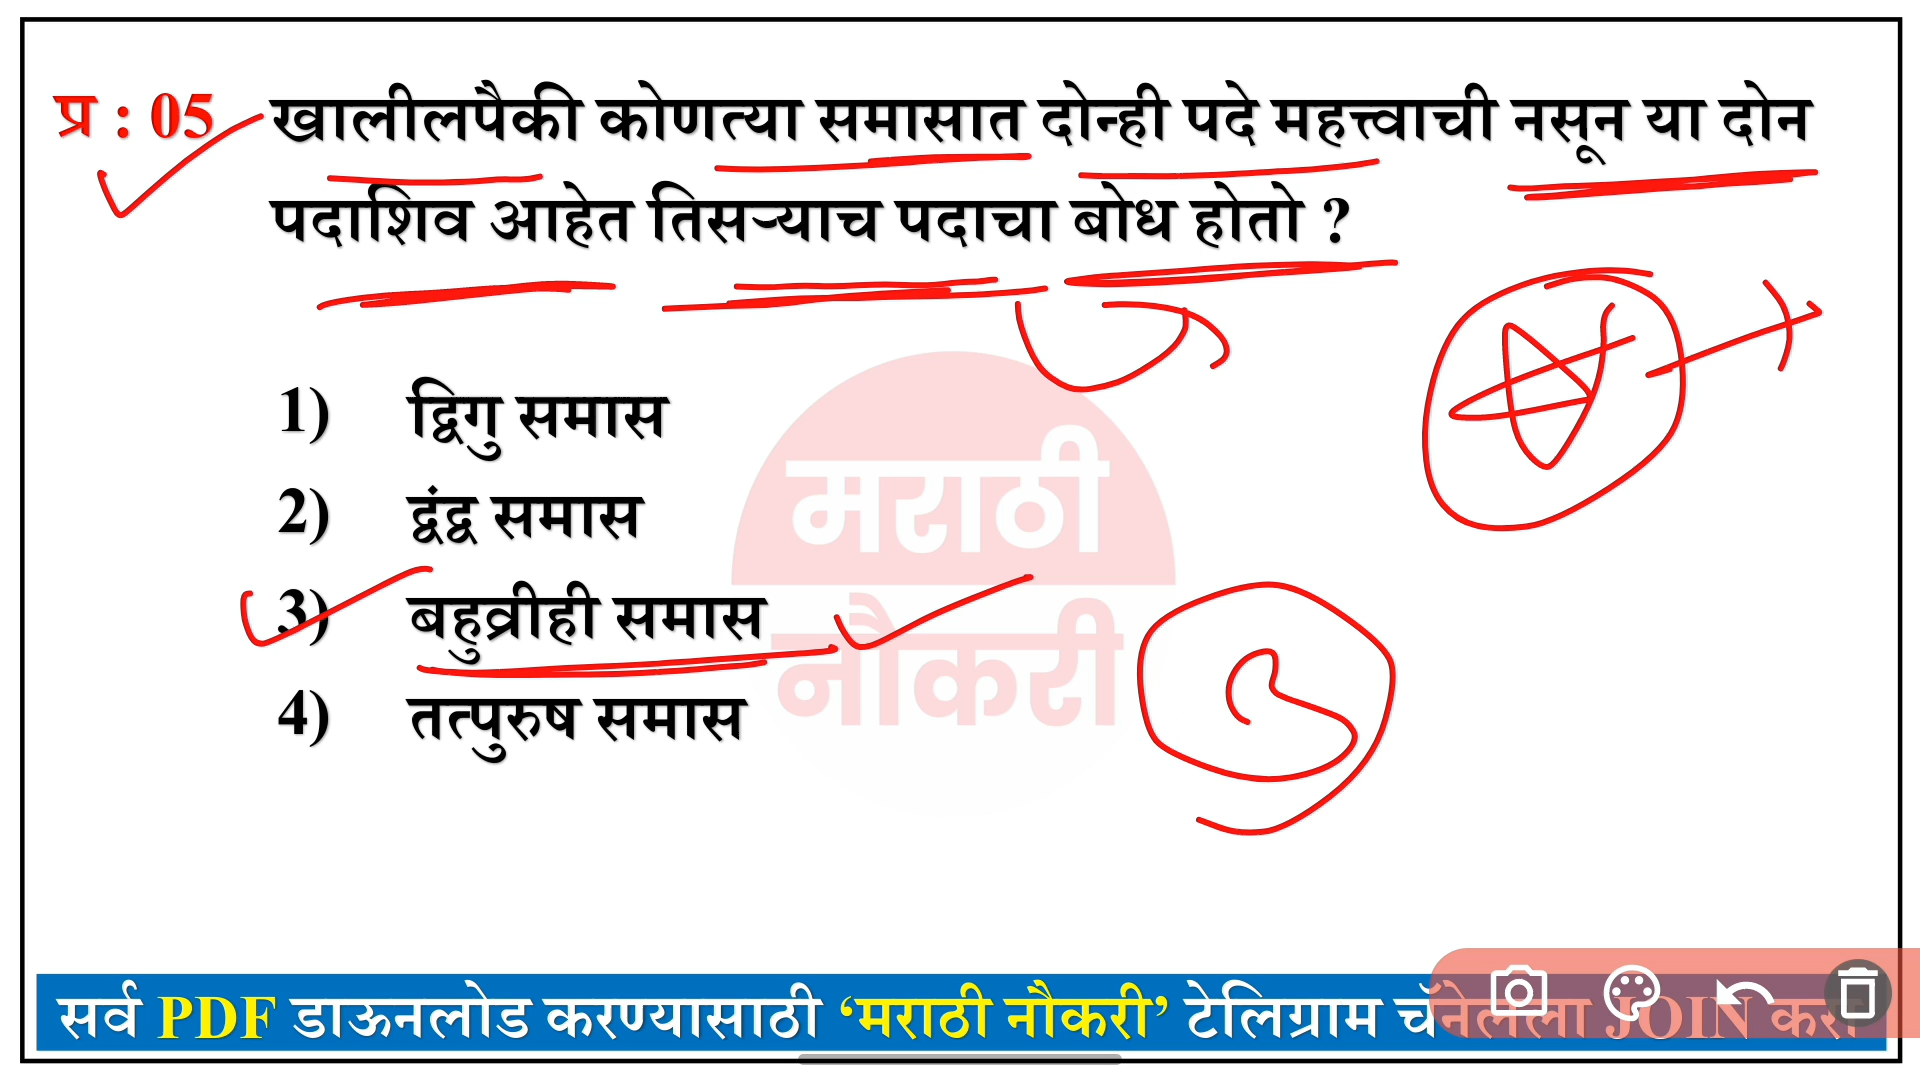 प्र : 05 खालीलपैकी कोणत्या समासात दोन्ही पदे महत्त्वाची नसून या दोन
पदाशिव आहेत तिसऱ्याच पदाचा बोध होतो ?
1) द्विगु समास
2) द्वंद्व समास
3) बहुव्रीही समास
4) तत्पुरुष समास
मराठी
नौकरी
सर्व PDF डाऊनलोड करण्यासाठी ‘मराठी नौकरी’ टेलिग्राम चॅनेलला JOIN करा